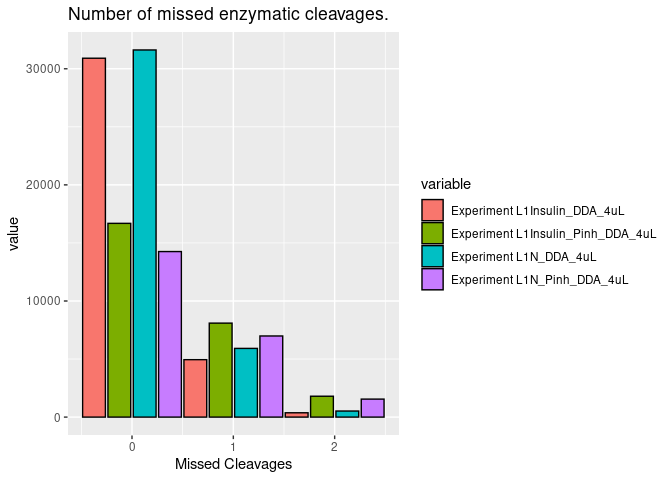 Number of missed enzymatic cleavages.
30000
20000
10000
0
value
0 1 2
Missed Cleavages
variable
Experiment L1Insulin_DDA_4uL
Experiment L1Insulin_Pinh_DDA_4uL
Experiment L1N_DDA_4uL
Experiment L1N_Pinh_DDA_4uL